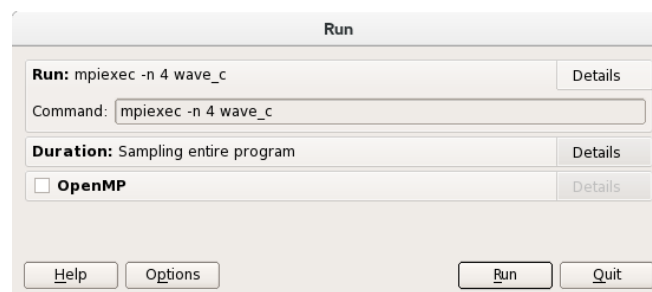 Run
Run: mpiexec -n 4 wave_c Details
Command: mpiexec -n 4 wave_c
Duration: Sampling entire program Details
OpenMP Details
Help Options Run Quit